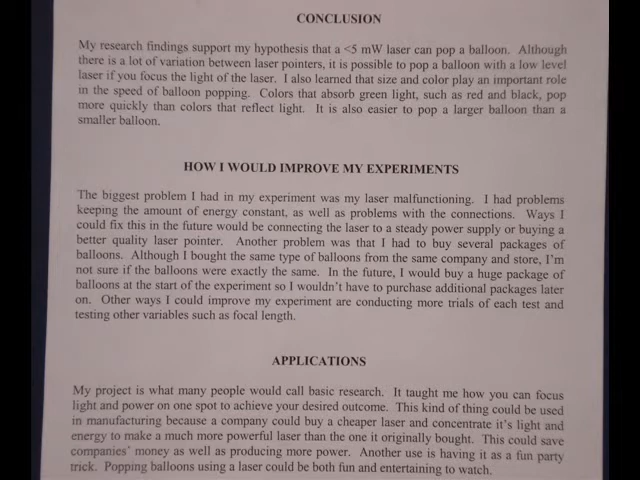 CONCLUSION
My research findings support my hypothesis that a <5 mW laser can pop a balloon. Although
there is a lot of variation between laser pointers, it is possible to pop a balloon with a low level
laser if you focus the light of the laser. I also learned that size and color play an important role
in the speed of balloon popping. Colors that absorb green light, such as red and black, pop
more quickly than colors that reflect light. It is also easier to pop a larger balloon than a
smaller balloon.
HOW I WOULD IMPROVE MY EXPERIMENTS
The biggest problem I had in my experiment was my laser malfunctioning. I had problems
keeping the amount of energy constant, as well as problems with the connections. Ways I
could fix this in the future would be connecting the laser to a steady power supply or buying a
better quality laser pointer. Another problem was that I had to buy several packages of
balloons. Although I bought the same type of balloons from the same company and store, I'm
not sure if the balloons were exactly the same. In the future, I would buy a huge package of
balloons at the start of the experiment so I wouldn't have to purchase additional packages later
on. Other ways I could improve my experiment are conducting more trials of each test and
testing other variables such as focal length.
APPLICATIONS
My project is what many people would call basic research. It taught me how you can focus
light and power on one spot to achieve your desired outcome. This kind of thing could be used
in manufacturing because a company could buy a cheaper laser and concentrate it's light and
energy to make a much more powerful laser than the one it originally bought. This could save
companies' money as well as producing more power. Another use is having it as a fun party
trick. Popping balloons using a laser could be both fun and entertaining to watch.